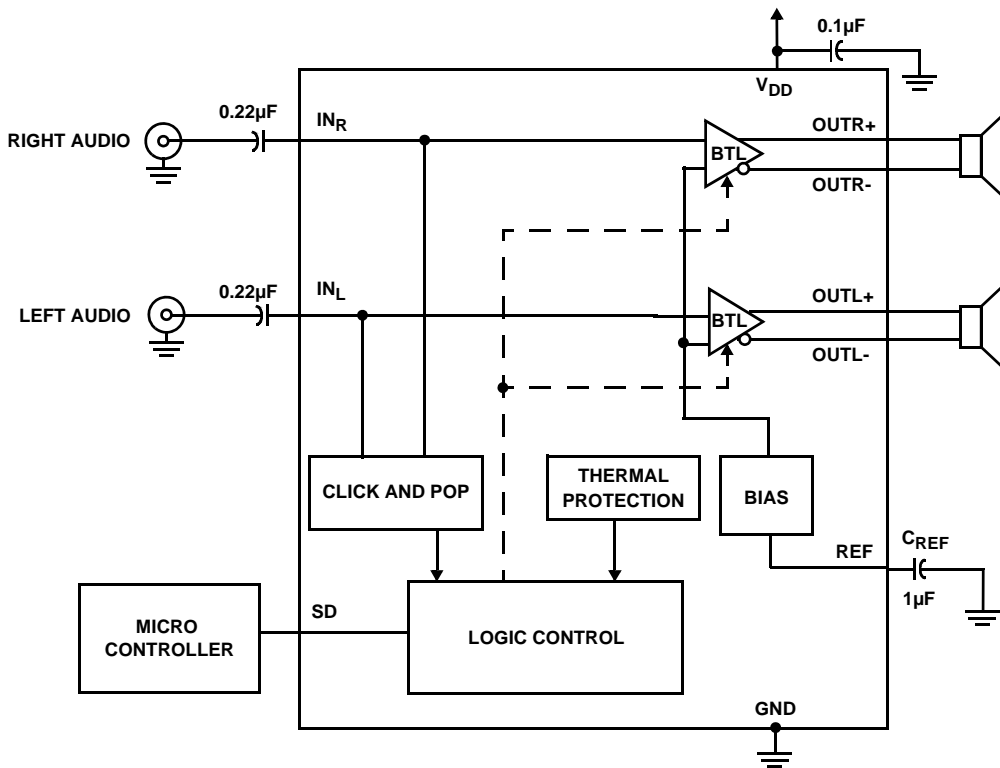 0.1µF
VDD
0.22µF
INR
OUTR+
RIGHT AUDIO
BTL
OUTR-
0.22µF
INL
OUTL+
LEFT AUDIO
BTL
OUTL-
CLICK AND POP
THERMAL
PROTECTION
BIAS
REF
CREF
1µF
SD
MICRO
CONTROLLER
LOGIC CONTROL
GND